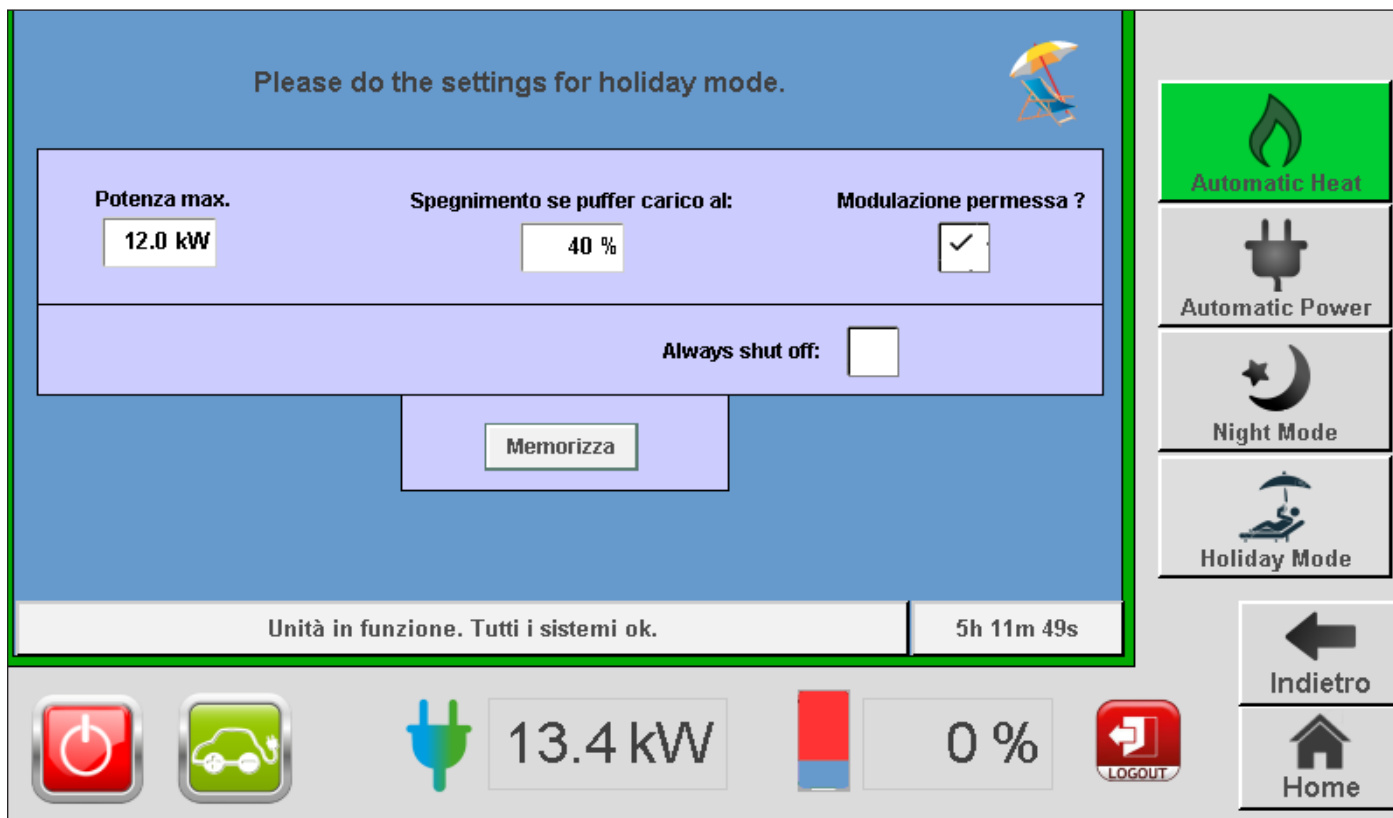 Please do the settings for holiday mode.
Potenza max.
Spegnimento se puffer carico al:
Modulazione permessa ?
12.0 kW
40 %
Always shut off:
Memorizza
Unità in funzione. Tutti i sistemi ok.
5h 11m 49s
13.4 kW
0 %
LOGOUT
Automatic Heat
Automatic Power
Night Mode
Holiday Mode
Indietro
Home